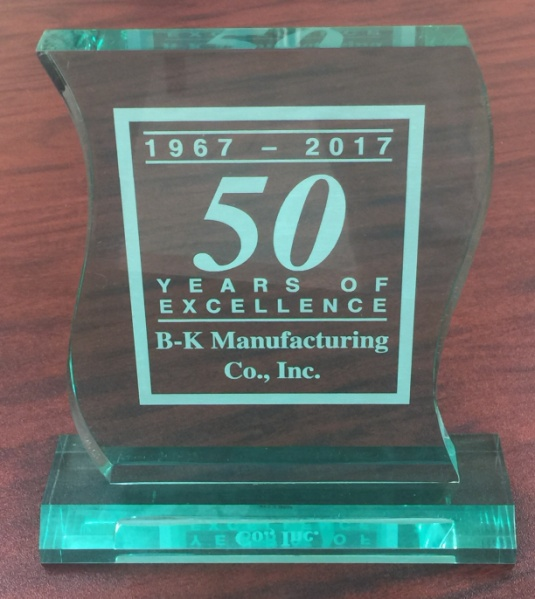 1967 – 2017
50
YEARS OF
EXCELLENCE
B-K Manufacturing
Co., Inc.